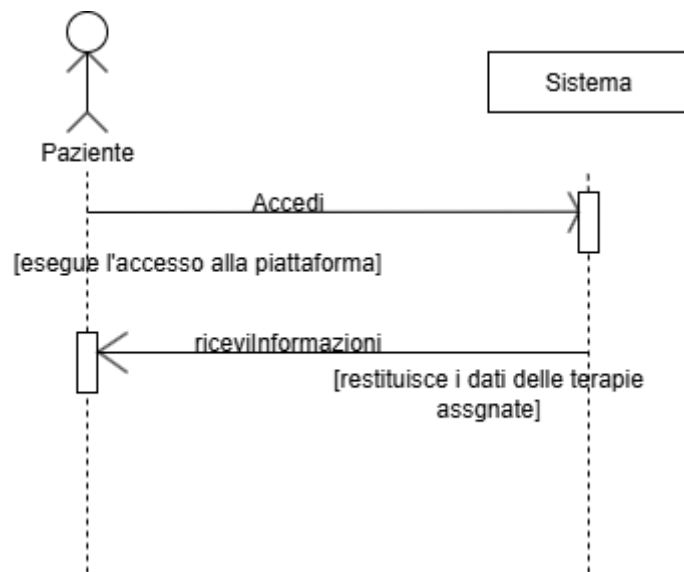 Sistema
Paziente
Accedi
[esegue l'accesso alla piattaforma]
riceviInformazioni
[restituisce i dati delle terapie
assgnate]